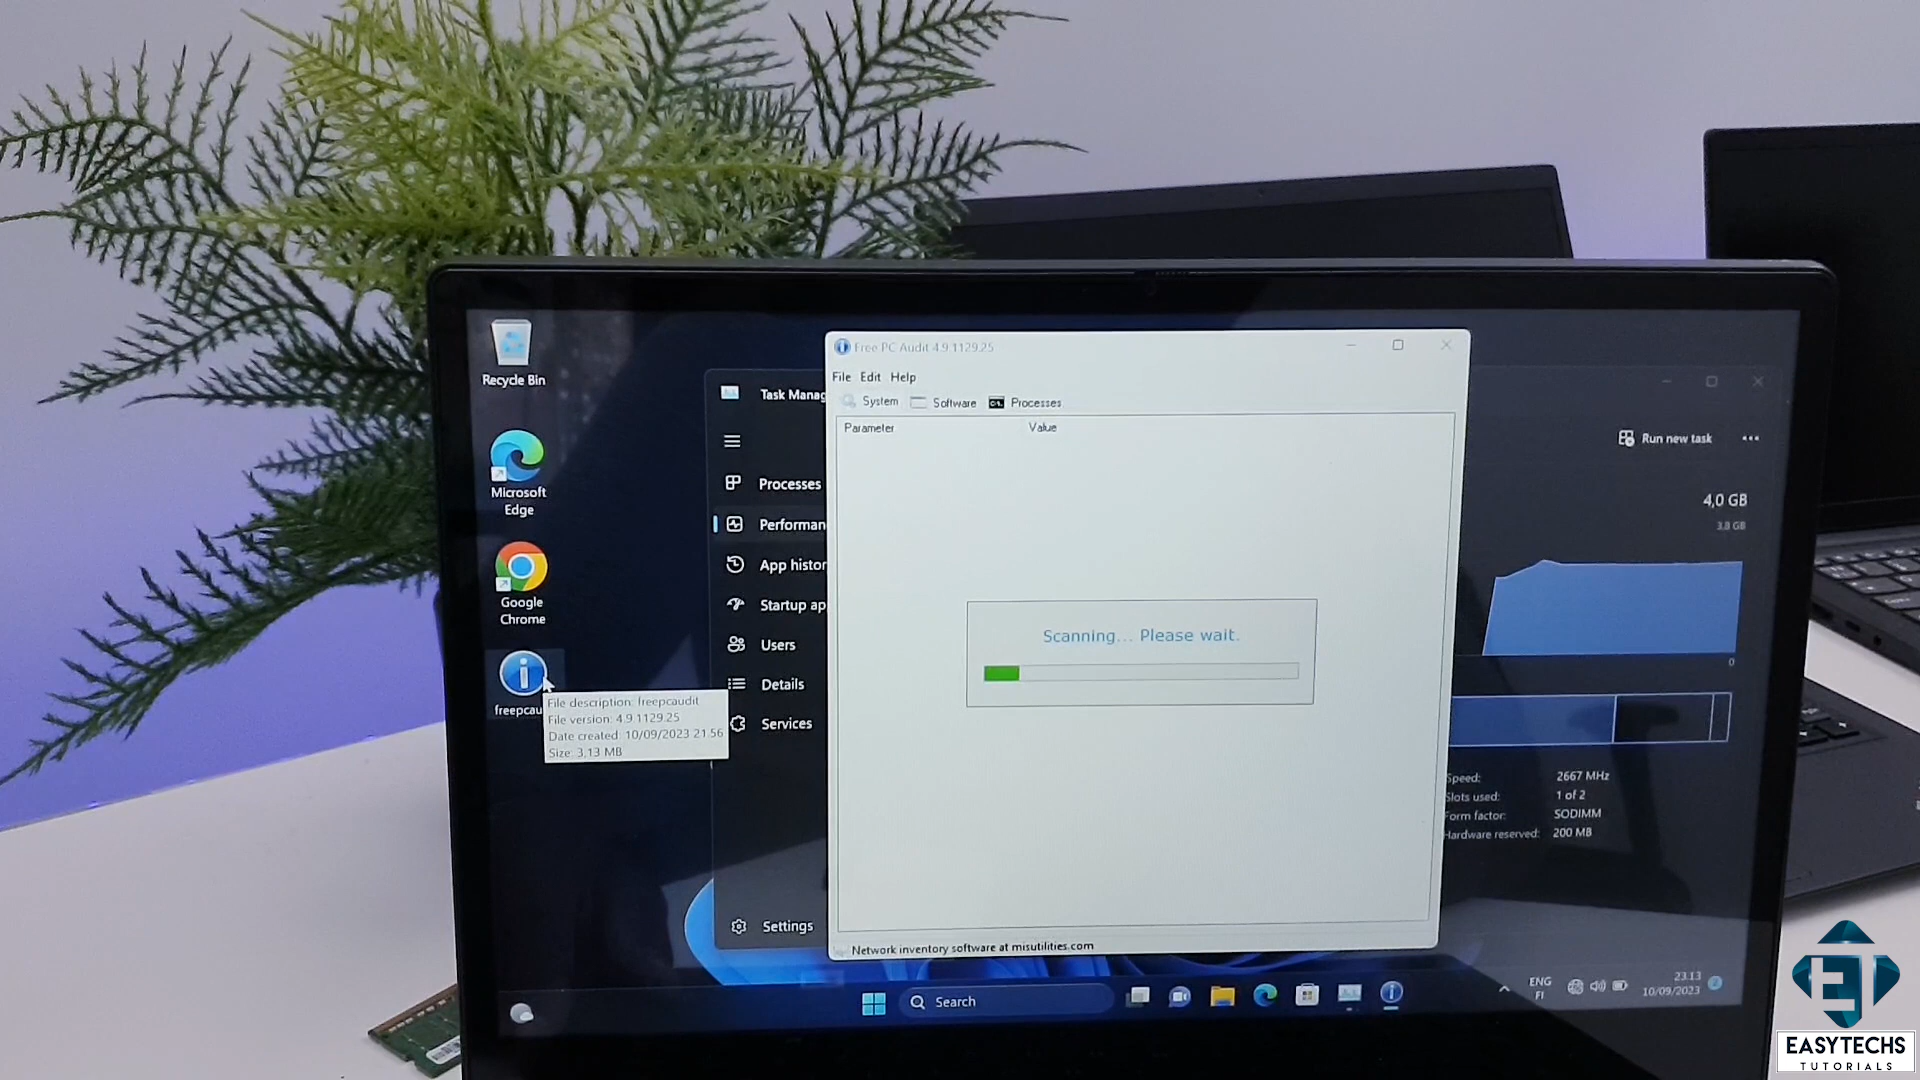 Recycle Bin
Microsoft
Edge
Google
Chrome
freepcau
File description: freepcaudit
File version: 4.9 1129.25
Date created: 10/09/2023 21.56
Size: 3,13 MB
Task Manag
Processes
Performan
App histor
Startup ap
Users
Details
Services
Settings
Free PC Audit 4.9 1129.25
File Edit Help
System Software Processes
Parameter Value
Scanning... Please wait.
Network inventory software at misutilities.com
Run new task
4,0 GB
3,8 GB
0
Speed: 2667 MHz
Slots used: 1 of 2
Form factor: SODIMM
Hardware reserved: 200 MB
Search
ENG
FI
23.13
10/09/2023
EASYTECHS
TUTORIALS